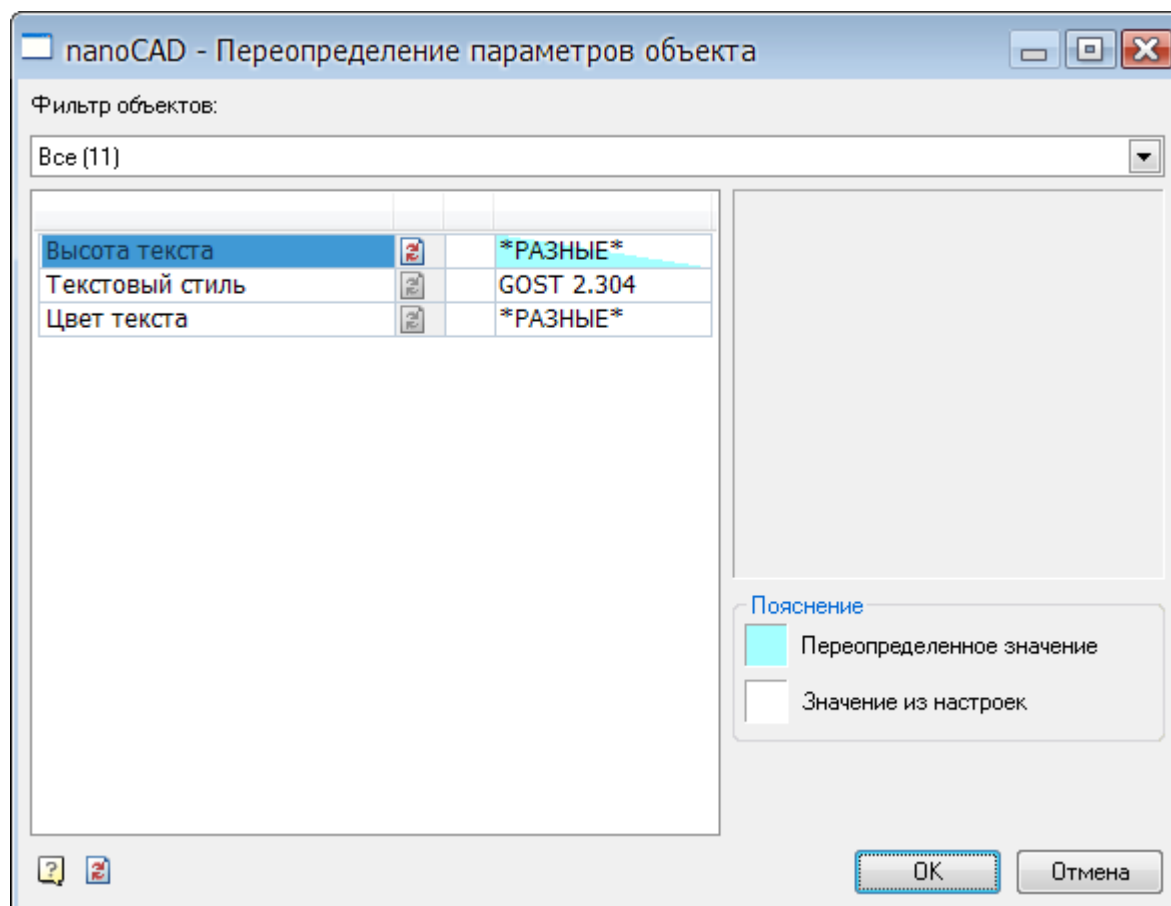 nanoCAD - Переопределение параметров объекта
Фильтр объектов:
Все (11)
Высота текста *РАЗНЫЕ*
Текстовый стиль GOST 2.304
Цвет текста *РАЗНЫЕ*
Пояснение
Переопределенное значение
Значение из настроек
OK Отмена